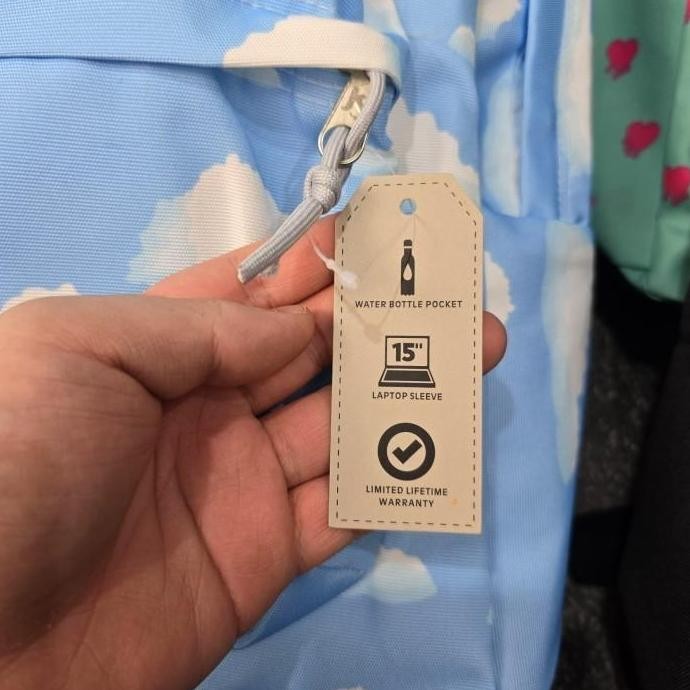 WATER BOTTLE POCKET
15"
LAPTOP SLEEVE
LIMITED LIFETIME
WARRANTY